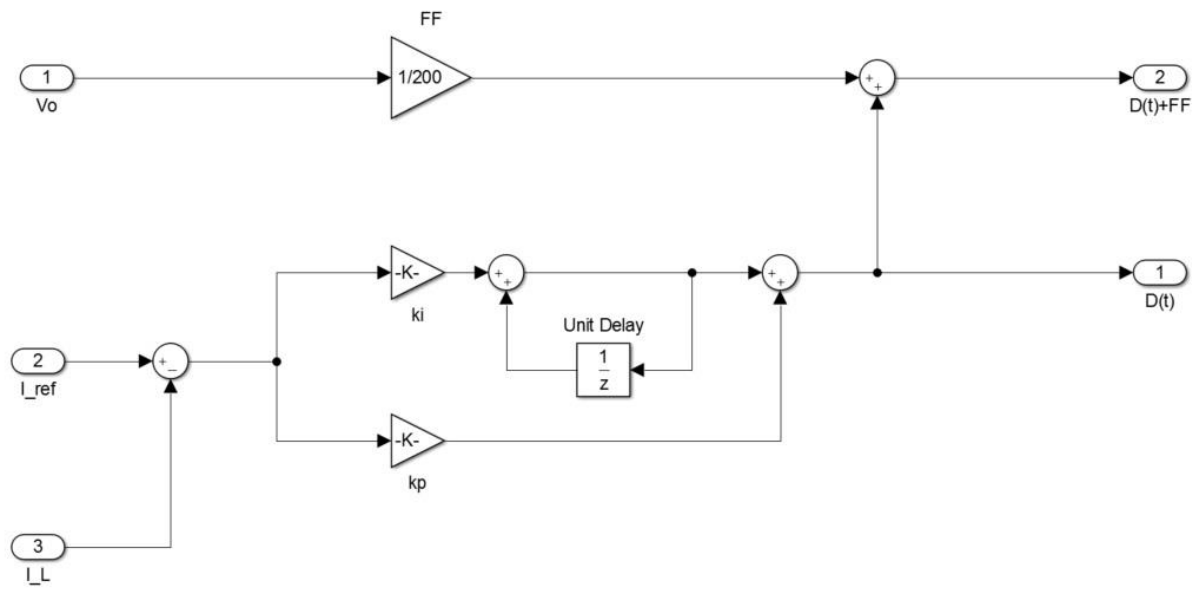 FF
1
1/200
+
+
2
Vo
D(t)+FF
-K-
+
+
+
+
1
ki
D(t)
Unit Delay
2
+
−
1
z
I_ref
-K-
kp
3
I_L